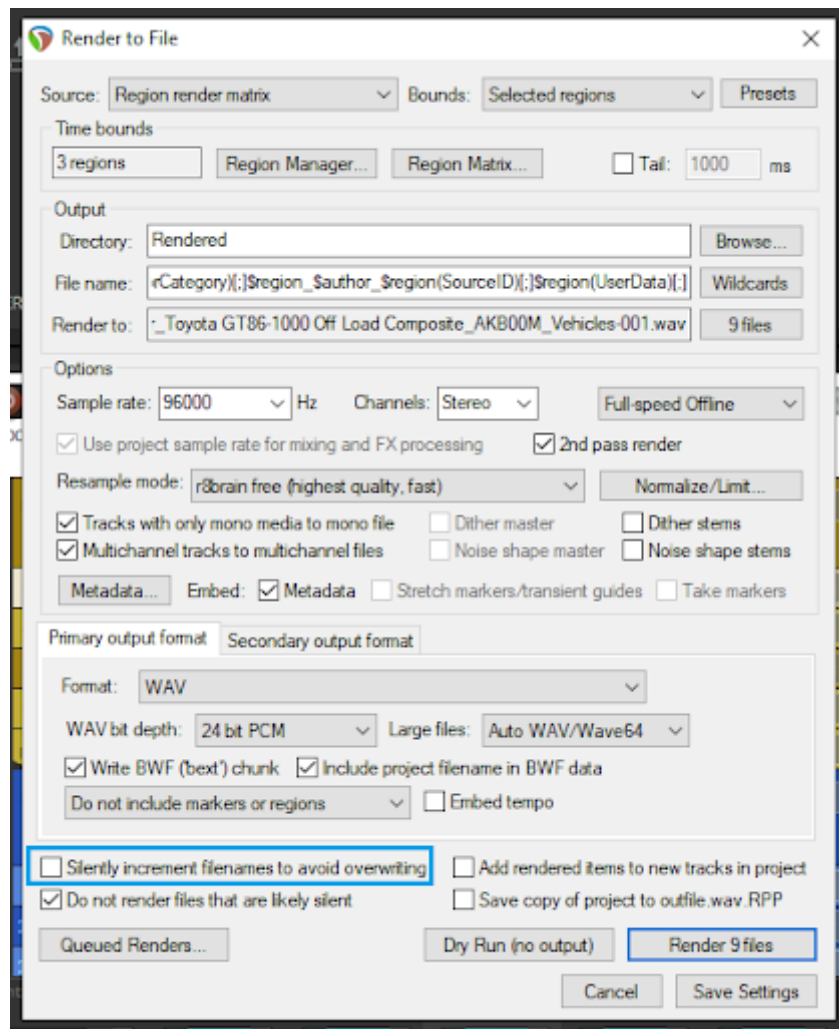 Render to File
Source: Region render matrix Bounds: Selected regions Presets
Time bounds
3 regions Region Manager... Region Matrix... Tail: 1000 ms
Output
Directory: Rendered Browse...
File name: rCategory)[;]$region_$author_$region(SourceID)[;]$region(UserData)[;] Wildcards
Render to: :_Toyota GT86-1000 Off Load Composite_AKB00M_Vehicles-001.wav 9 files
Options
Sample rate: 96000 Hz Channels: Stereo Full-speed Offline
Use project sample rate for mixing and FX processing 2nd pass render
Resample mode: r8brain free (highest quality, fast) Normalize/Limit...
Tracks with only mono media to mono file Dither master Dither stems
Multichannel tracks to multichannel files Noise shape master Noise shape stems
Metadata... Embed: Metadata Stretch markers/transient guides Take markers
Primary output format Secondary output format
Format: WAV
WAV bit depth: 24 bit PCM Large files: Auto WAV/Wave64
Write BWF ('bext') chunk Include project filename in BWF data
Do not include markers or regions Embed tempo
Silently increment filenames to avoid overwriting Add rendered items to new tracks in project
Do not render files that are likely silent Save copy of project to outfile.wav.RPP
Queued Renders... Dry Run (no output) Render 9 files
Cancel Save Settings